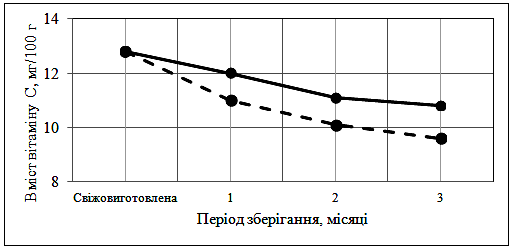 Вміст вітаміну С, мг/100 г
14
12
10
8
Свіжовиготовлена 1 2 3
Період зберігання, місяці